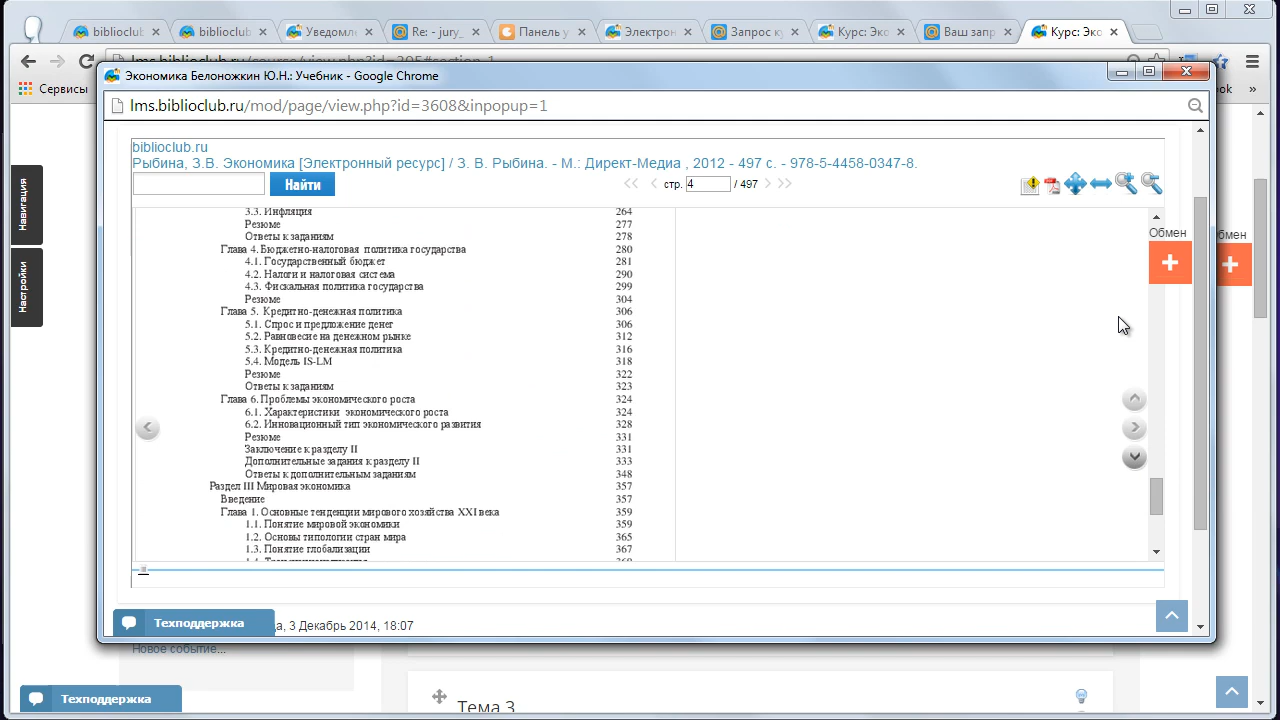 biblioclub
biblioclub
Уведомл
Re: - jury_
Панель у
Электрон
Запрос к
Курс: Эк
Ваш запр
Курс: Эко
Сервисы
Экономика Белоножкин Ю.Н.: Учебник - Google Chrome
lms.biblioclub.ru/mod/page/view.php?id=3608&inpopup=1
biblioclub.ru
Рыбина, З.В. Экономика [Электронный ресурс] / З. В. Рыбина. - М.: Директ-Медиа , 2012 - 497 с. - 978-5-4458-0347-8.
Найти
стр. 4 / 497
Навигация
Настройки
Обмен
бмен
3.3. Инфляция 264
Резюме 277
Ответы к заданиям 278
Глава 4. Бюджетно-налоговая политика государства 280
4.1. Государственный бюджет 281
4.2. Налоги и налоговая система 290
4.3. Фискальная политика государства 299
Резюме 304
Глава 5. Кредитно-денежная политика 306
5.1. Спрос и предложение денег 306
5.2. Равновесие на денежном рынке 312
5.3. Кредитно-денежная политика 316
5.4. Модель IS-LM 318
Резюме 322
Ответы к заданиям 323
Глава 6. Проблемы экономического роста 324
6.1. Характеристики экономического роста 324
6.2. Инновационный тип экономического развития 328
Резюме 331
Заключение к разделу II 331
Дополнительные задания к разделу II 333
Ответы к дополнительным заданиям 348
Раздел III Мировая экономика 357
Введение 357
Глава 1. Основные тенденции мирового хозяйства XXI века 359
1.1. Понятие мировой экономики 359
1.2. Основы типологии стран мира 365
1.3. Понятие глобализации 367
Техподдержка
а, 3 Декабрь 2014, 18:07
Новое событие...
Техподдержка
Тема 3